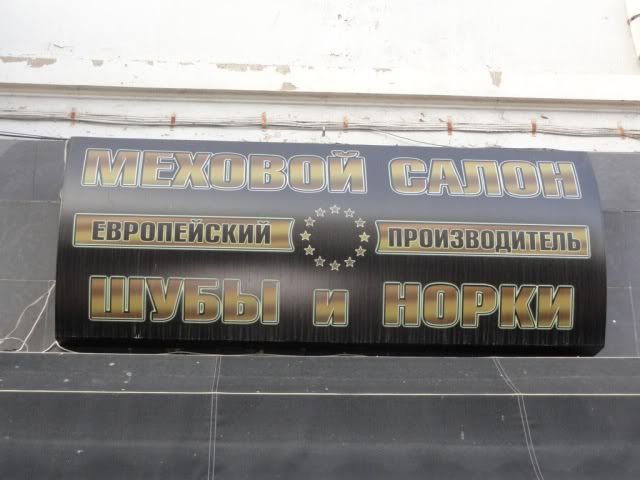 МЕХОВОЙ САЛОН
ЕВРОПЕЙСКИЙ ПРОИЗВОДИТЕЛЬ
ШУБЫ и НОРКИ